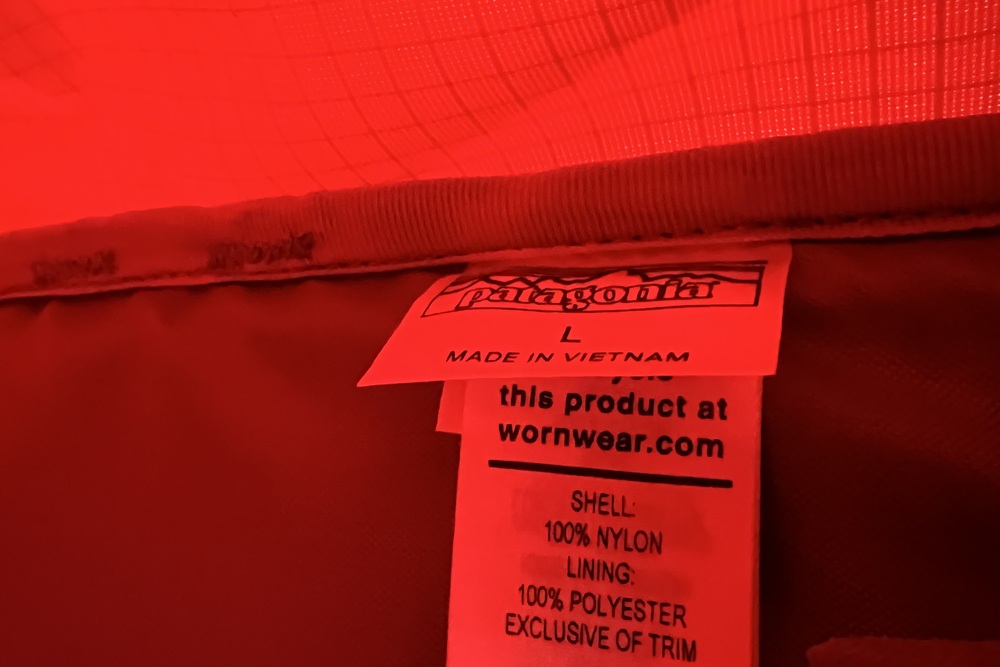 patagonia
L
MADE IN VIETNAM
this product at
wornwear.com
SHELL:
100% NYLON
LINING:
100% POLYESTER
EXCLUSIVE OF TRIM